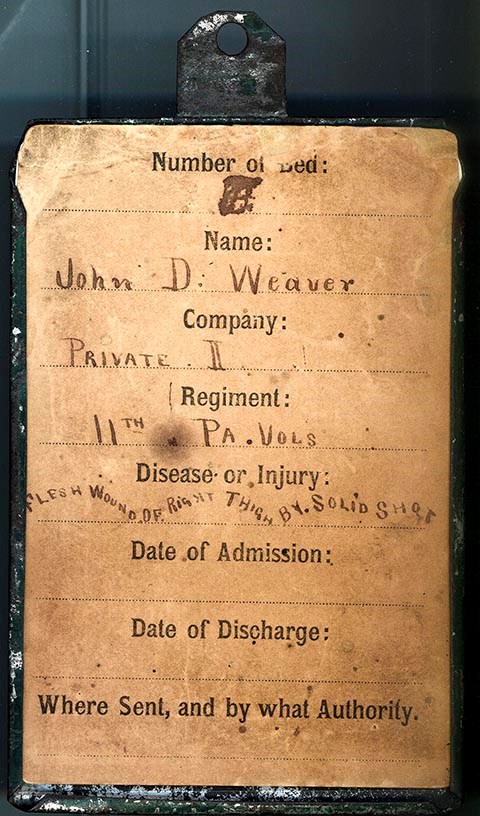 Number of Bed:
Name:
John D. Weaver
Company:
Private. I
Regiment:
11TH PA. VOLS
Disease or Injury:
FLESH WOUND OF RIGHT THIGH BY. SOLID SHOT
Date of Admission:
Date of Discharge:
Where Sent, and by what Authority.